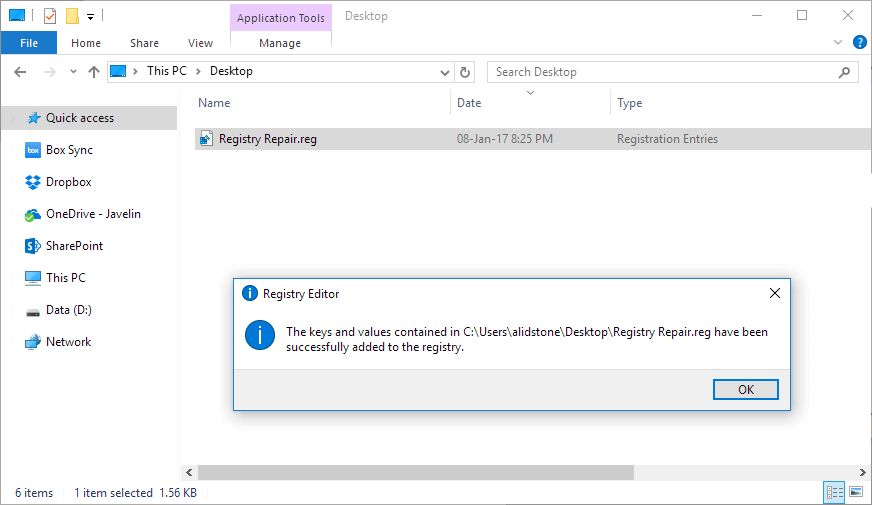 Application Tools
Desktop
File
Home
Share
View
Manage
This PC
Desktop
Search Desktop
Name
Date
Type
Quick access
Box Sync
Dropbox
OneDrive - Javelin
SharePoint
This PC
Data (D:)
Network
box
Registry Repair.reg
08-Jan-17 8:25 PM
Registration Entries
Registry Editor
The keys and values contained in C:\Users\alidstone\Desktop\Registry Repair.reg have been
successfully added to the registry.
OK
6 items
1 item selected 1.56 KB